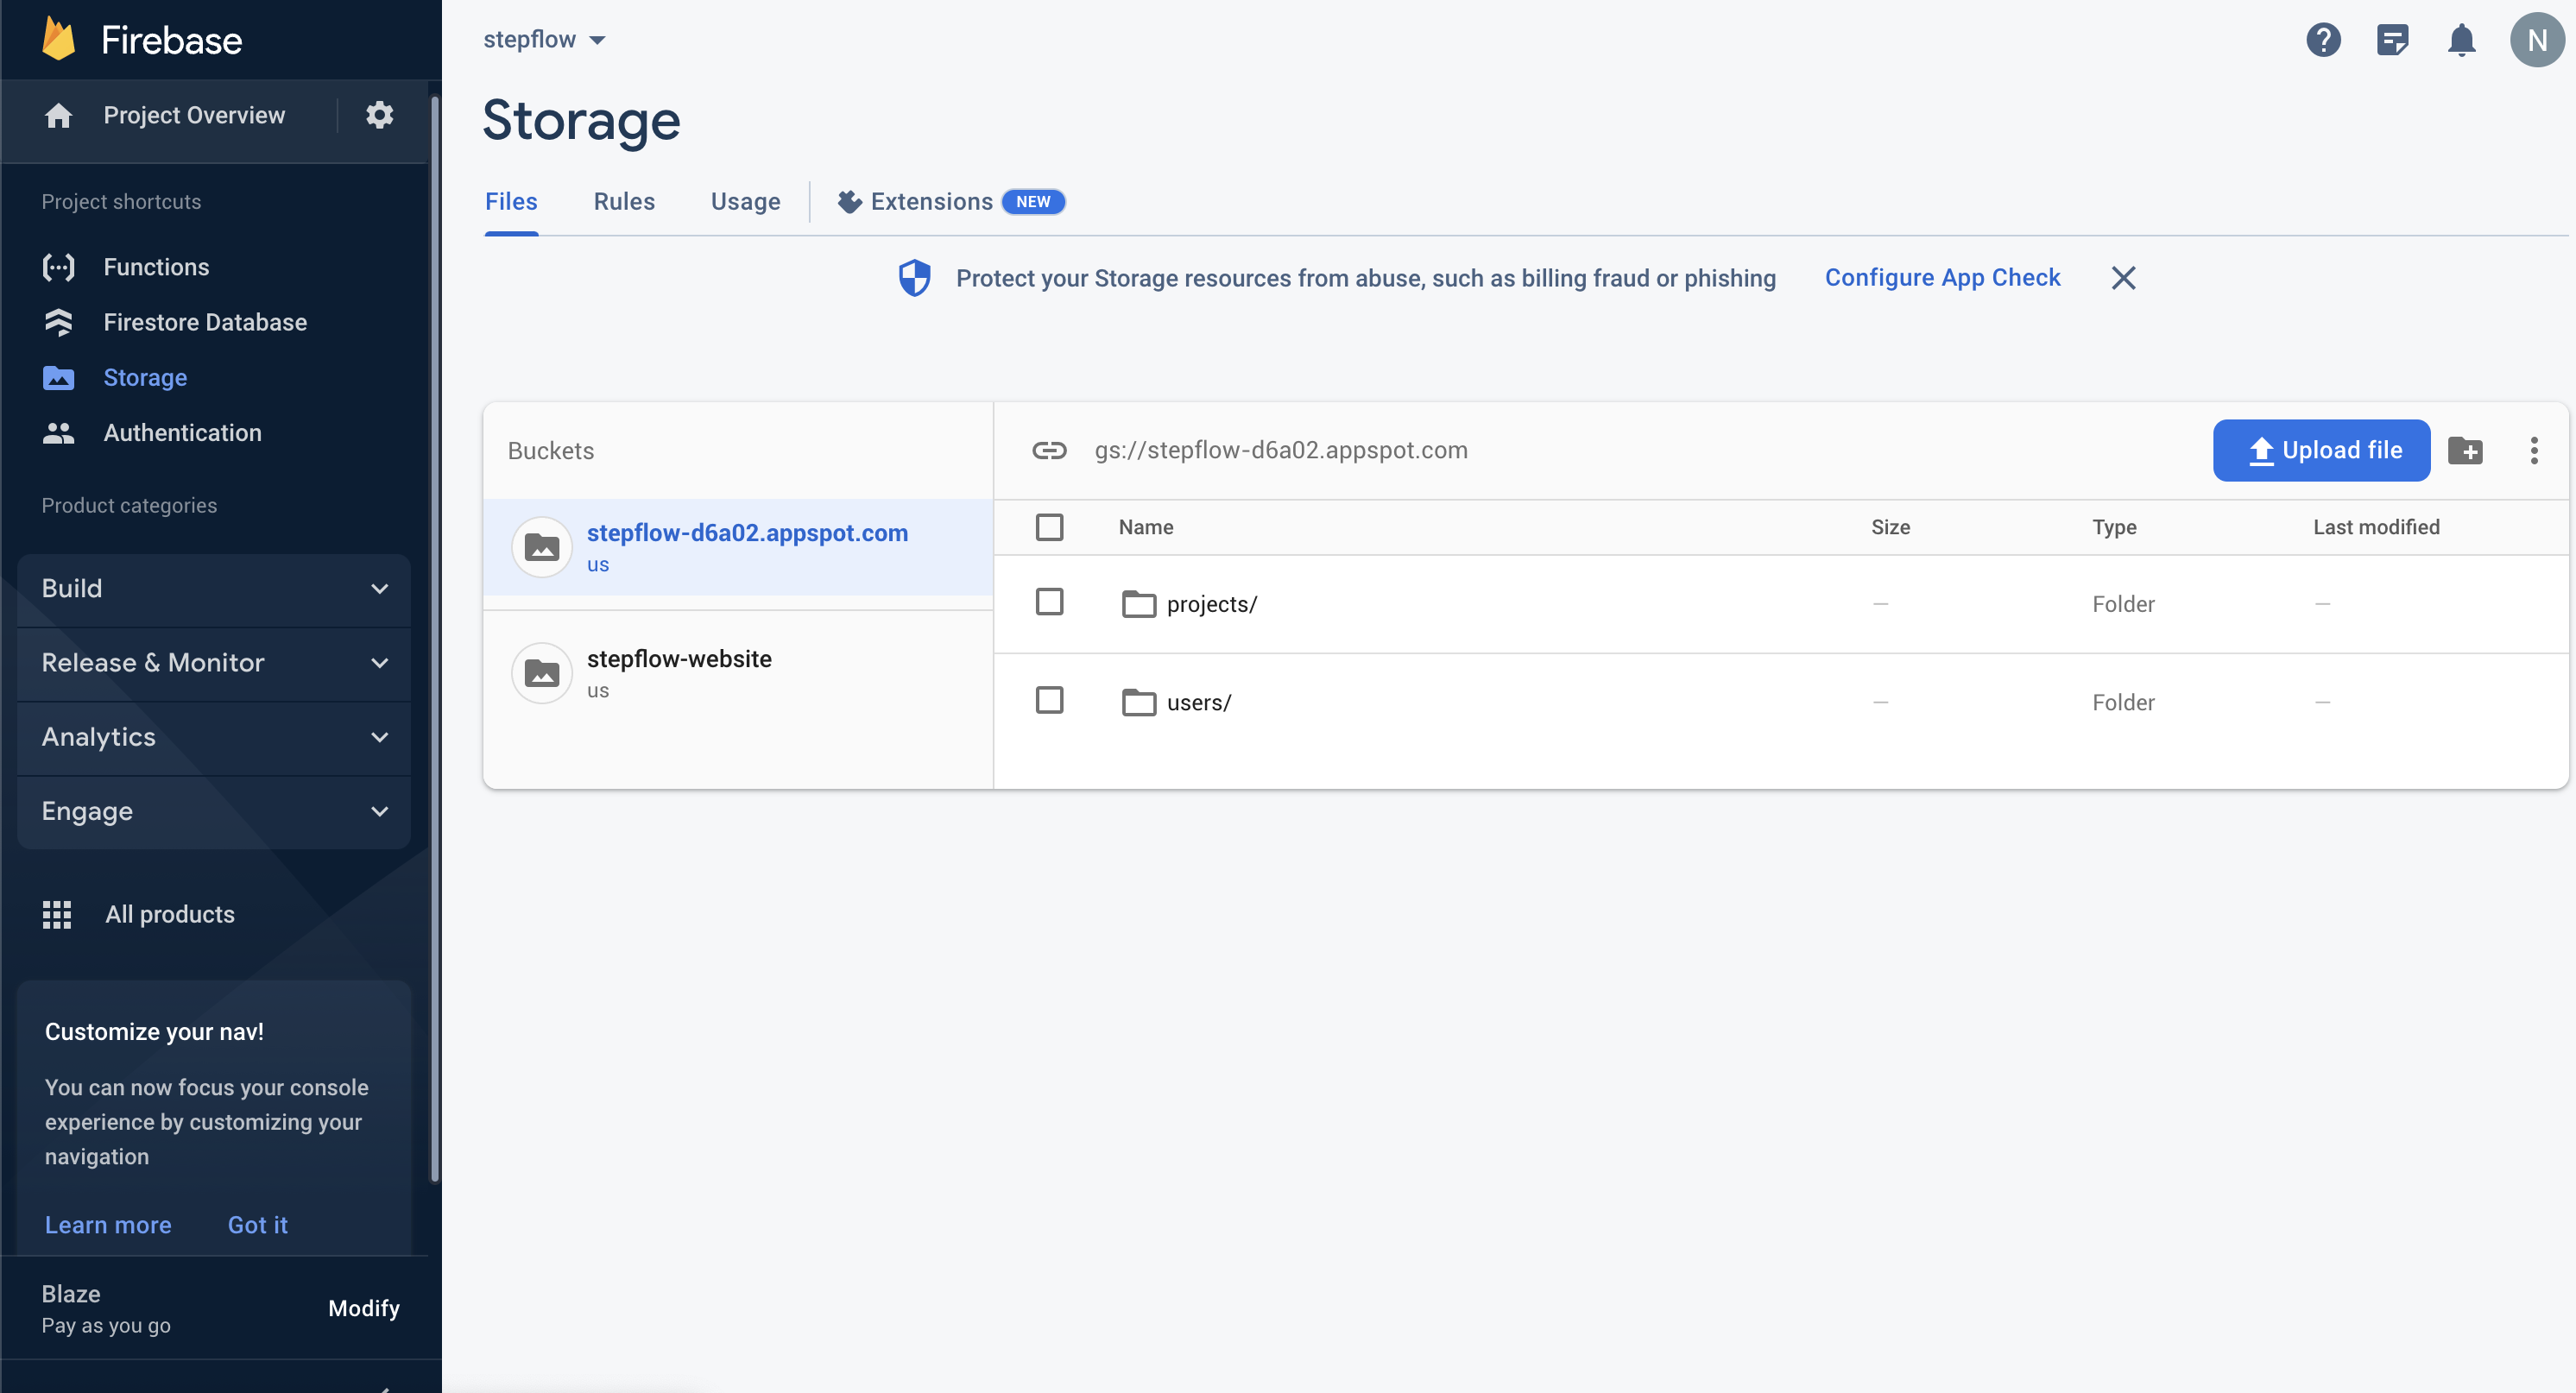 Firebase
Project Overview
Project shortcuts
Functions
Firestore Database
Storage
Authentication
Product categories
Build
Release & Monitor
Analytics
Engage
All products
Customize your nav!
You can now focus your console
experience by customizing your
navigation
Learn more Got it
Blaze
Pay as you go
Modify
stepflow
N
Storage
Files Rules Usage Extensions NEW
Protect your Storage resources from abuse, such as billing fraud or phishing Configure App Check
Buckets
stepflow-d6a02.appspot.com
us
stepflow-website
us
gs://stepflow-d6a02.appspot.com Upload file
Name Size Type Last modified
projects/ — Folder —
users/ — Folder —